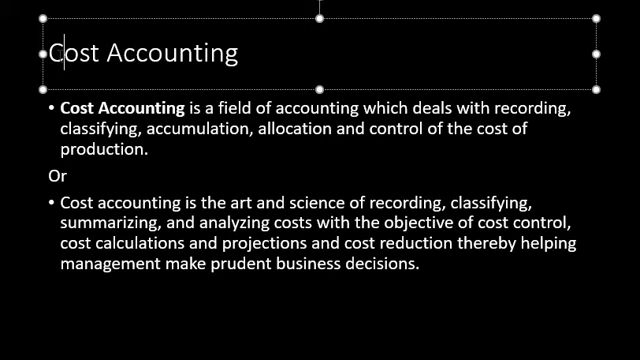 Cost Accounting
• Cost Accounting is a field of accounting which deals with recording,
classifying, accumulation, allocation and control of the cost of
production.
Or
• Cost accounting is the art and science of recording, classifying,
summarizing, and analyzing costs with the objective of cost control,
cost calculations and projections and cost reduction thereby helping
management make prudent business decisions.